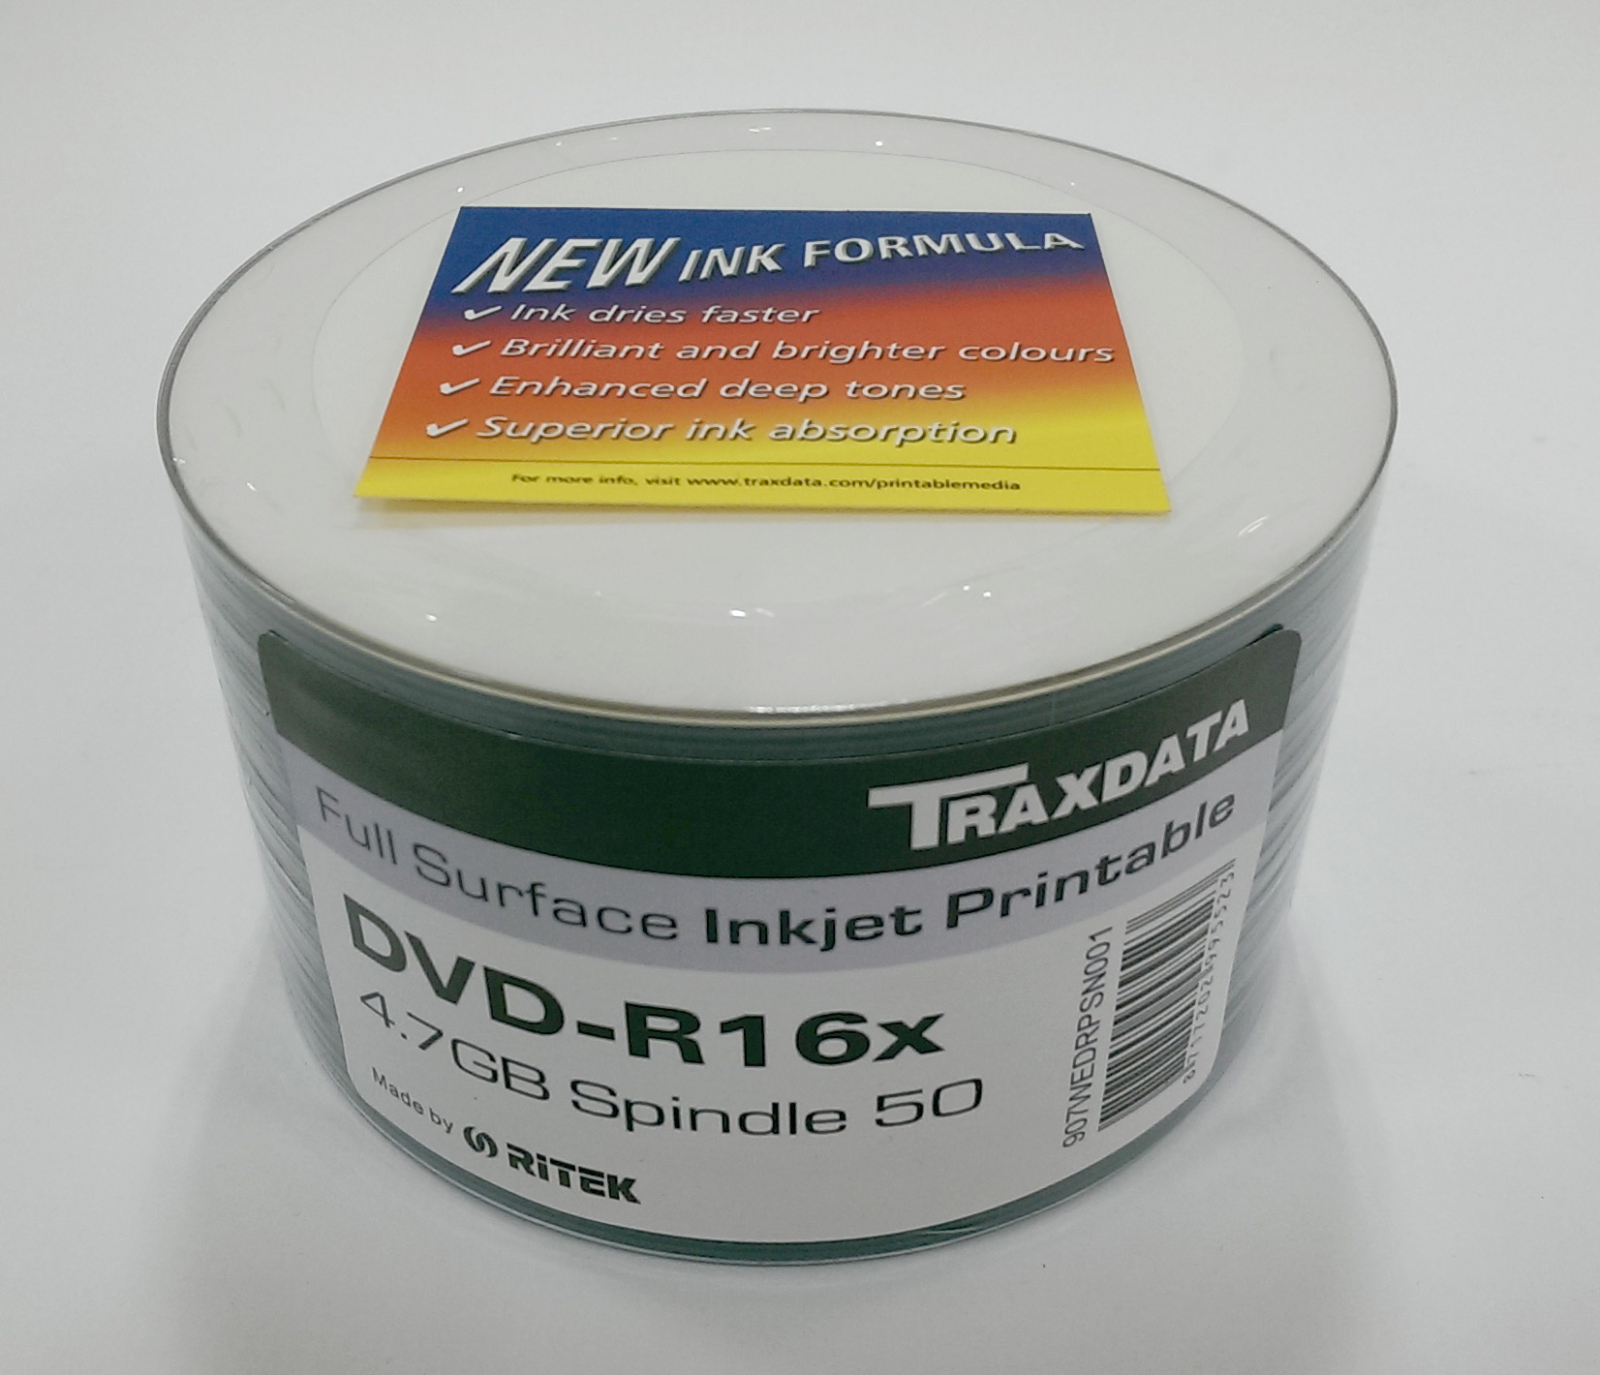 NEW INK FORMULA
✔ Ink dries faster
✔ Brilliant and brighter colours
✔ Enhanced deep tones
✔ Superior ink absorption
For more info, visit www.traxdata.com/printablemedia
TRAXDATA
Full Surface Inkjet Printable
DVD-R16x
4.7GB Spindle 50
Made by RITEK
907WEDRPSN001
8717202995523